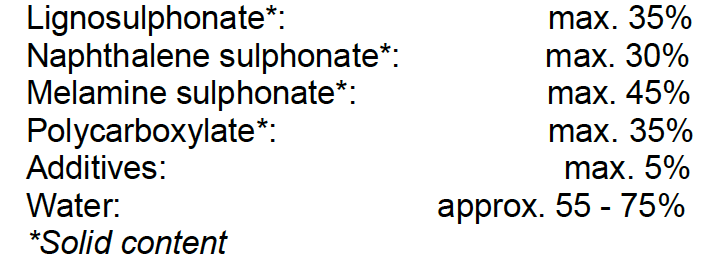 Lignosulphonate*: max. 35%
Naphthalene sulphonate*: max. 30%
Melamine sulphonate*: max. 45%
Polycarboxylate*: max. 35%
Additives: max. 5%
Water: approx. 55 - 75%
*Solid content